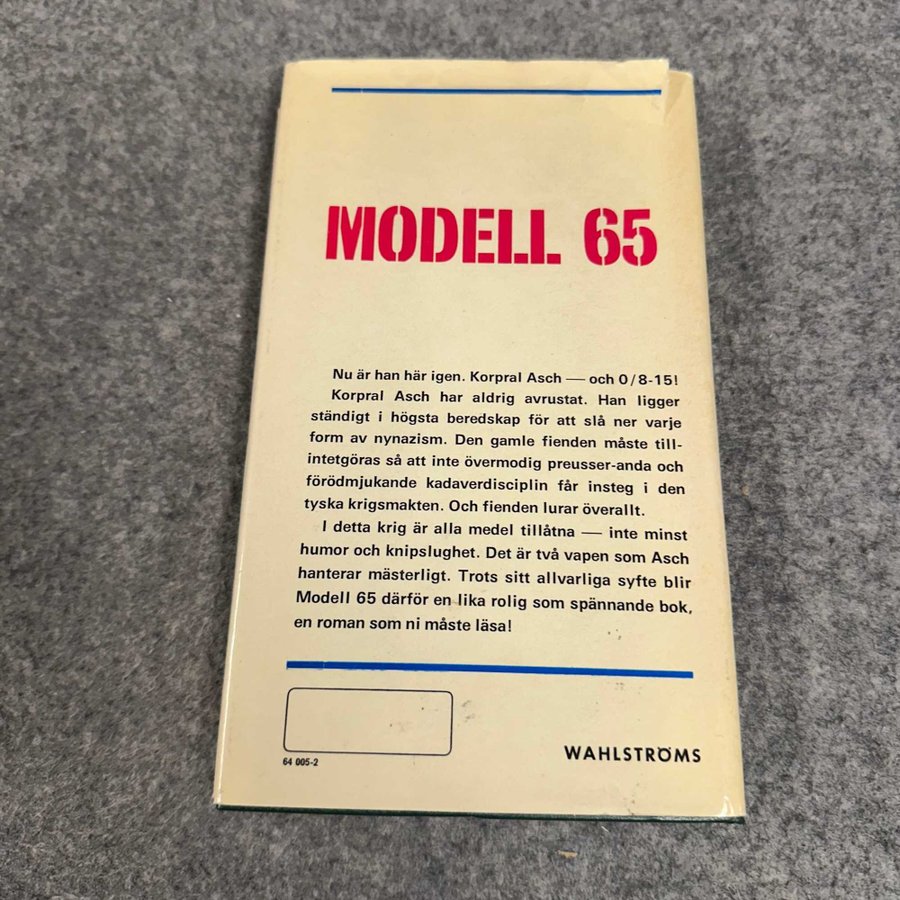 MODELL 65
Nu är han här igen. Korpral Asch — och 0/8-15!
Korpral Asch har aldrig avrustat. Han ligger
ständigt i högsta beredskap för att slå ner varje
form av nynazism. Den gamle fienden måste till-
intetgöras så att inte övermodig preusser-anda och
förödmjukande kadaverdisciplin får insteg i den
tyska krigsmakten. Och fienden lurar överallt.
I detta krig är alla medel tillåtna — inte minst
humor och knipslughet. Det är två vapen som Asch
hanterar mästerligt. Trots sitt allvarliga syfte blir
Modell 65 därför en lika rolig som spännande bok,
en roman som ni måste läsa!
64 005-2
WAHLSTRÖMS